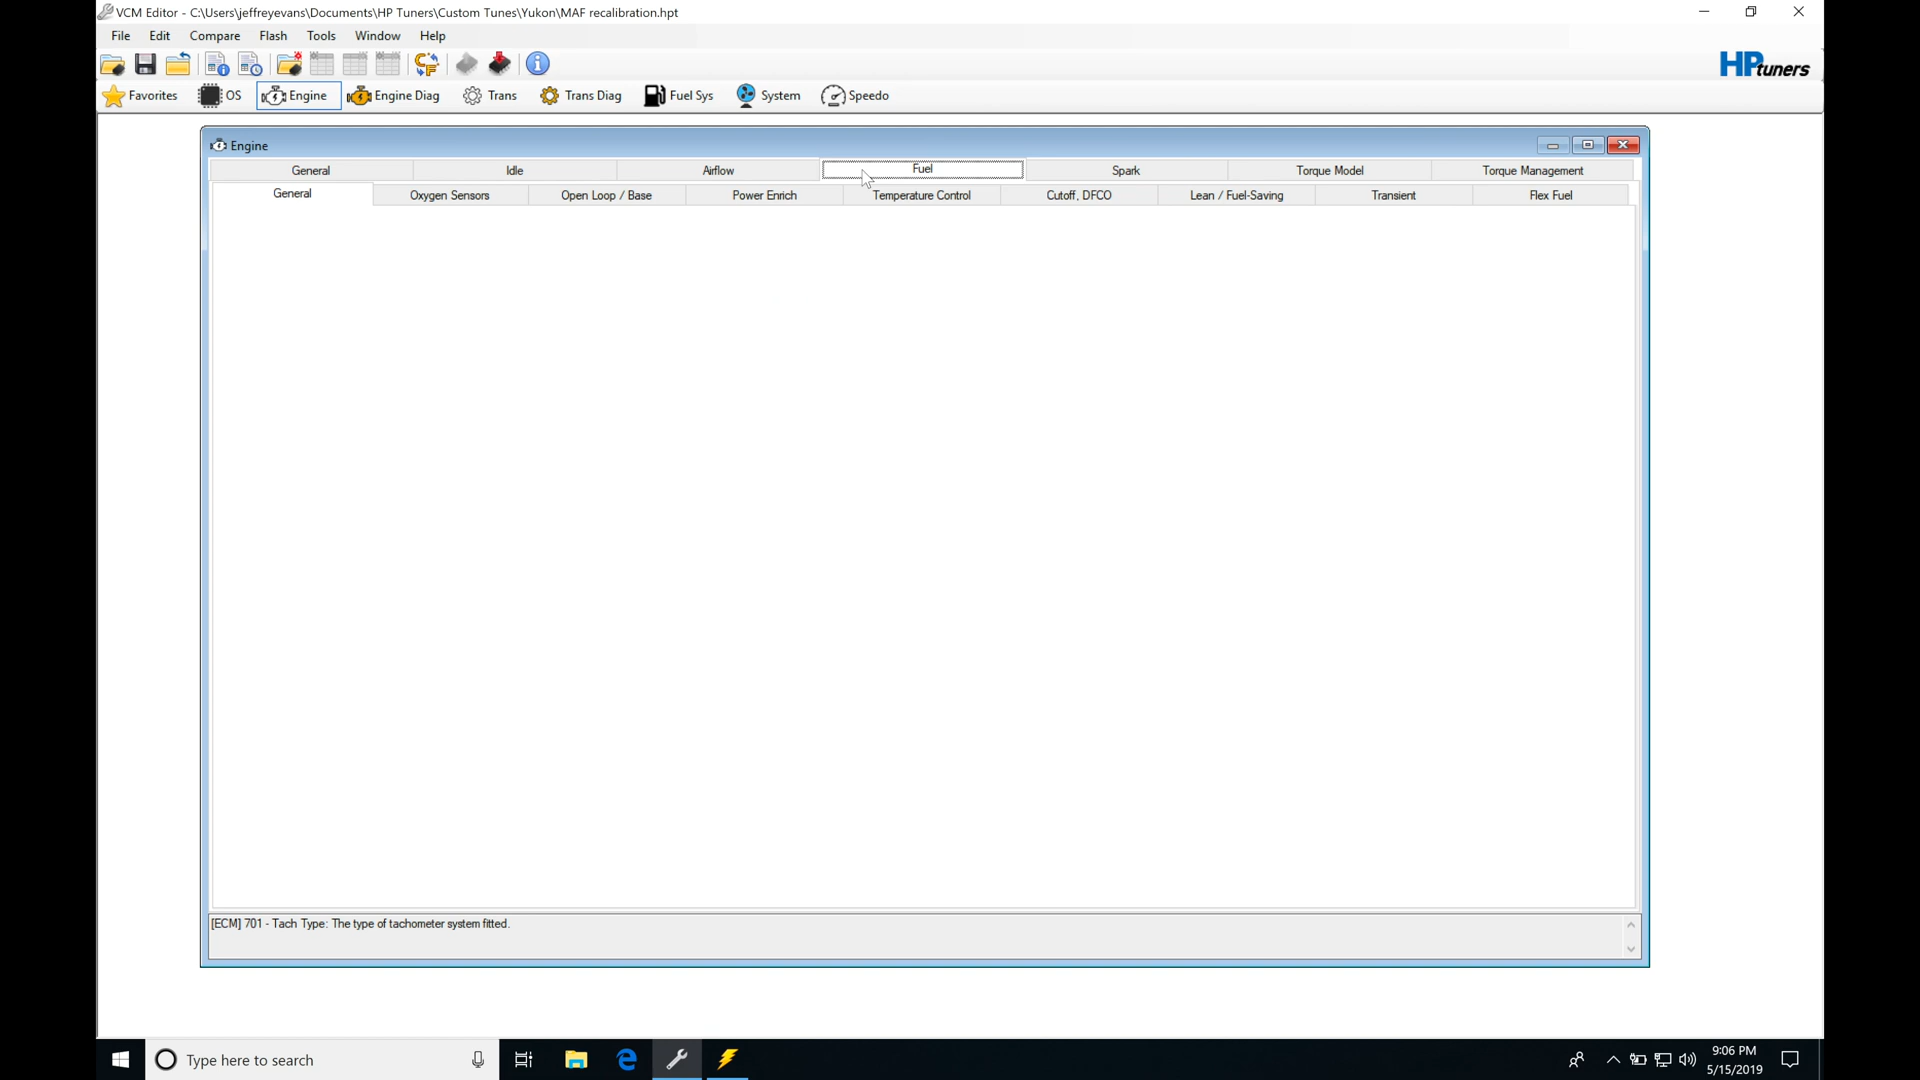 VCM Editor - C:\Users\jeffreyevans\Documents\HP Tuners\Custom Tunes\Yukon\MAF recalibration.hpt
File Edit Compare Flash Tools Window Help
HPtuners
Favorites OS Engine Engine Diag Trans Trans Diag Fuel Sys System Speedo
Engine
General Idle Airflow Fuel Spark Torque Model Torque Management
General Oxygen Sensors Open Loop / Base Power Enrich Temperature Control Cutoff, DFCO Lean / Fuel-Saving Transient Flex Fuel
[ECM] 701 - Tach Type: The type of tachometer system fitted.
Type here to search
9:06 PM
5/15/2019